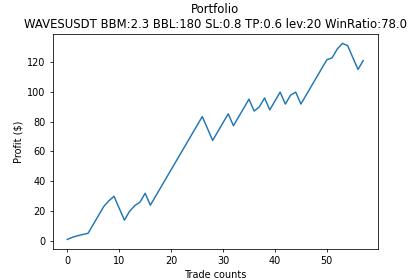 Portfolio
WAVESUSDT BBM:2.3 BBL:180 SL:0.8 TP:0.6 lev:20 WinRatio:78.0
120
100
80
60
40
20
0
Profit ($)
0 10 20 30 40 50
Trade counts